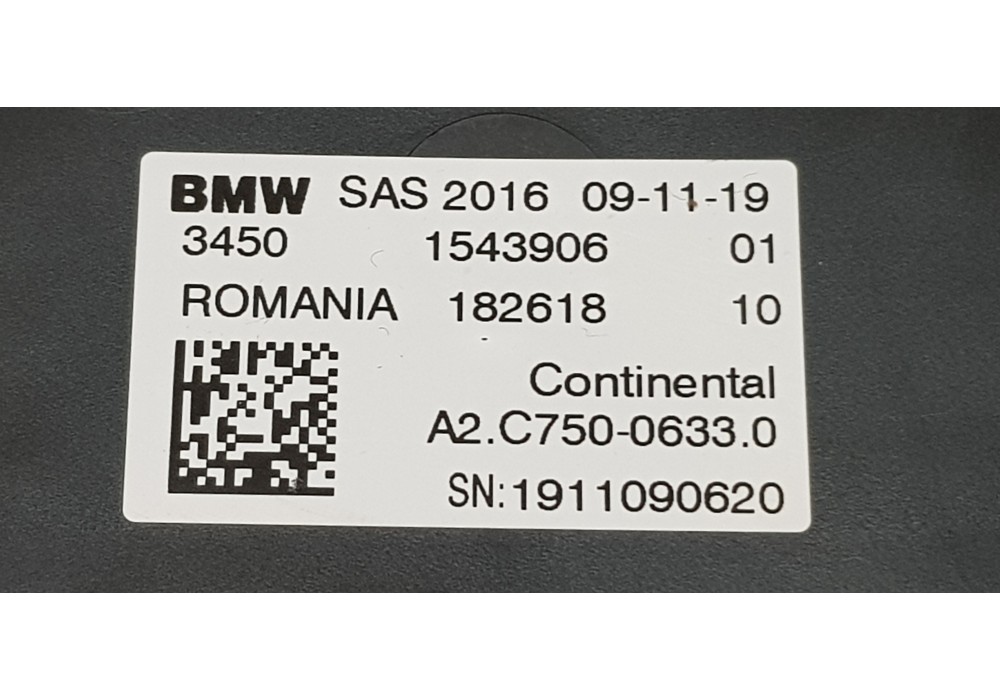 BMW SAS 2016 09-11-19
3450 1543906 01
ROMANIA 182618 10
Continental
A2.C750-0633.0
SN:1911090620